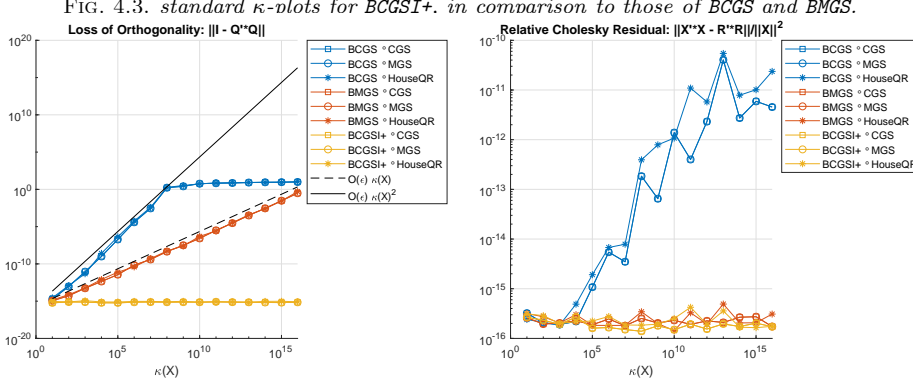 FIG. 4.3. standard κ-plots for BCGSI+. in comparison to those of BCGS and BMGS.
Loss of Orthogonality: ||I - Q'*Q||
10^20
10^10
10^0
10^-10
10^-20
10^0
10^5
10^10
10^15
κ(X)
BCGS ∘ CGS
BCGS ∘ MGS
BCGS ∘ HouseQR
BMGS ∘ CGS
BMGS ∘ MGS
BMGS ∘ HouseQR
BCGSI+ ∘ CGS
BCGSI+ ∘ MGS
BCGSI+ ∘ HouseQR
O(ϵ) κ(X)
O(ϵ) κ(X)^2
Relative Cholesky Residual: ||X'*X - R'*R||/||X||^2
10^-10
10^-11
10^-12
10^-13
10^-14
10^-15
10^-16
10^0
10^5
10^10
10^15
κ(X)
BCGS ∘ CGS
BCGS ∘ MGS
BCGS ∘ HouseQR
BMGS ∘ CGS
BMGS ∘ MGS
BMGS ∘ HouseQR
BCGSI+ ∘ CGS
BCGSI+ ∘ MGS
BCGSI+ ∘ HouseQR